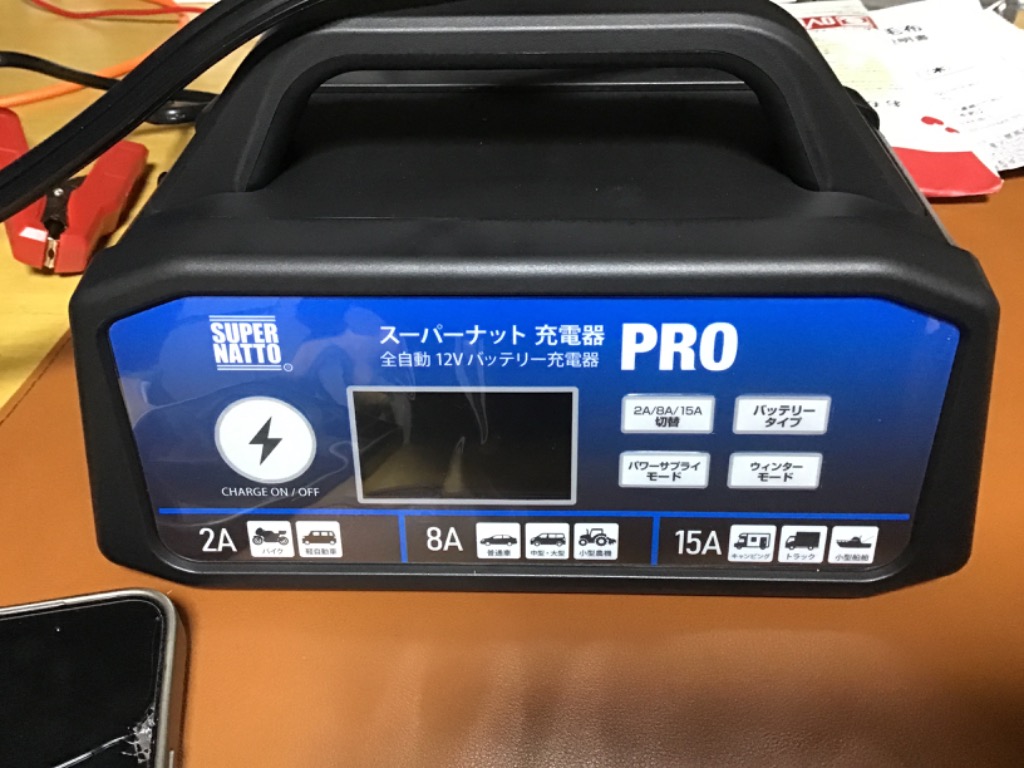 毛布
明書
SUPER
NATTO
スーパーナット 充電器
PRO
全自動 12V バッテリー充電器
2A/8A/15A
切替
バッテリー
タイプ
パワーサプライ
モード
ウィンター
モード
CHARGE ON / OFF
2A
バイク
軽自動車
8A
普通車
中型・大型
小型農機
15A
キャンピング
トラック
小型船舶